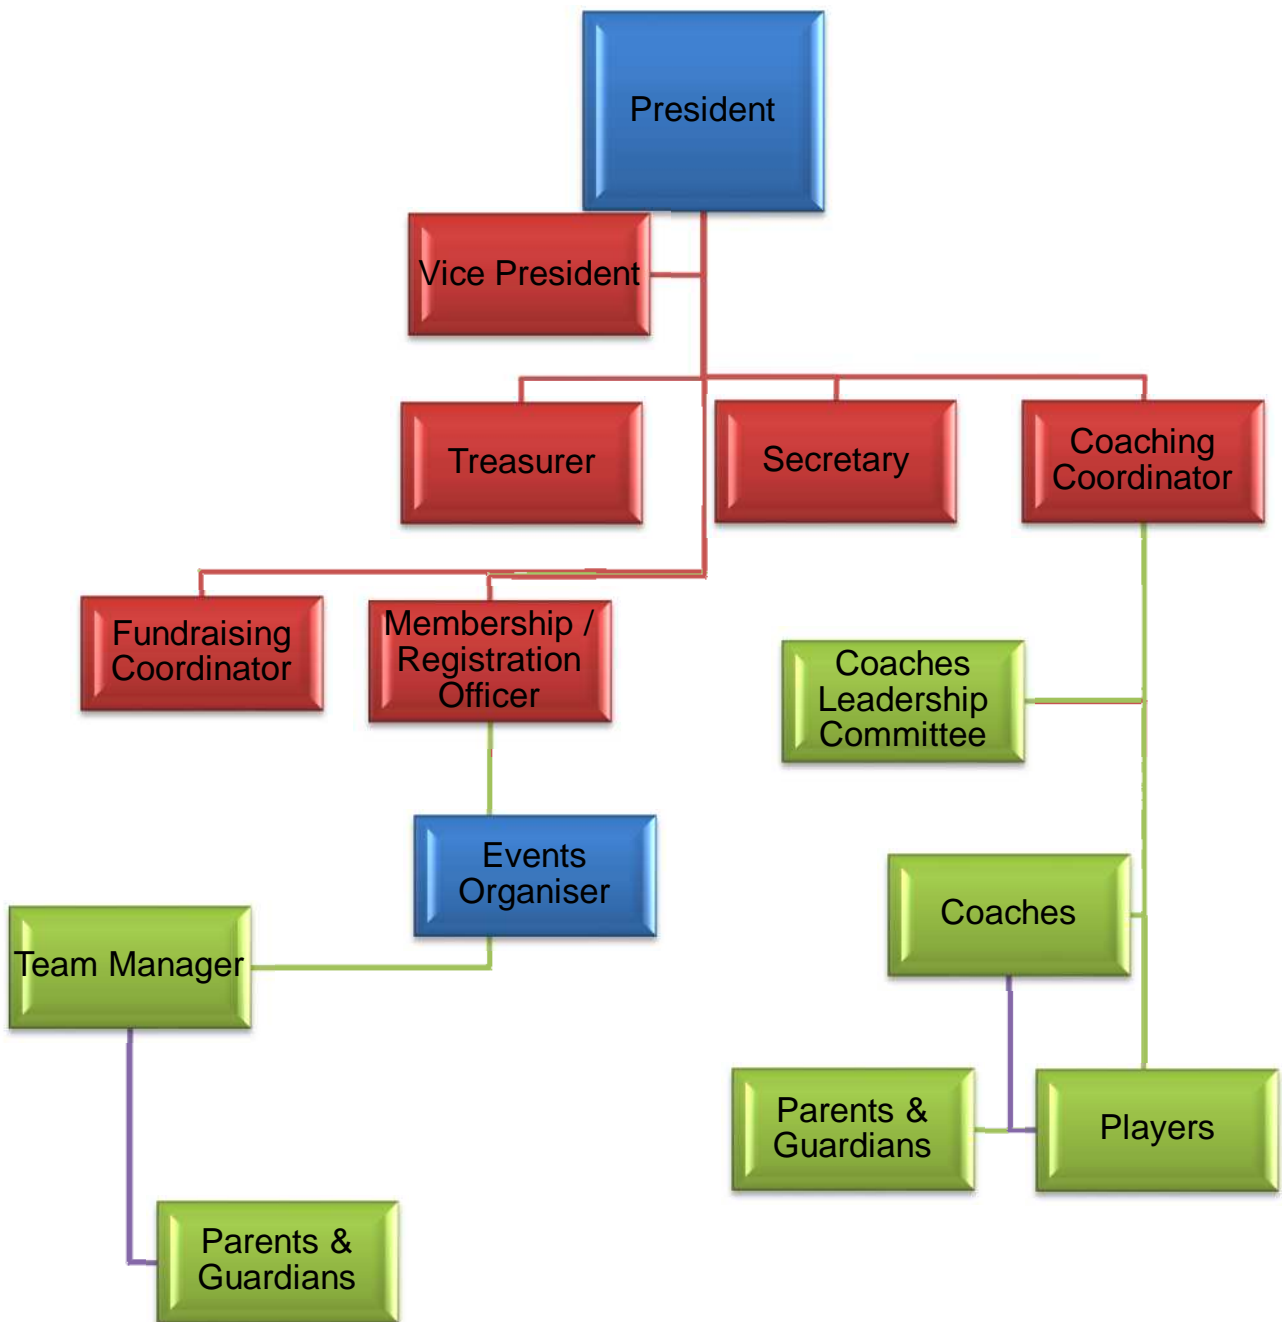 President
Vice President
Treasurer
Secretary
Coaching
Coordinator
Fundraising
Coordinator
Membership /
Registration
Officer
Coaches
Leadership
Committee
Events
Organiser
Coaches
Team Manager
Parents &
Guardians
Players
Parents &
Guardians